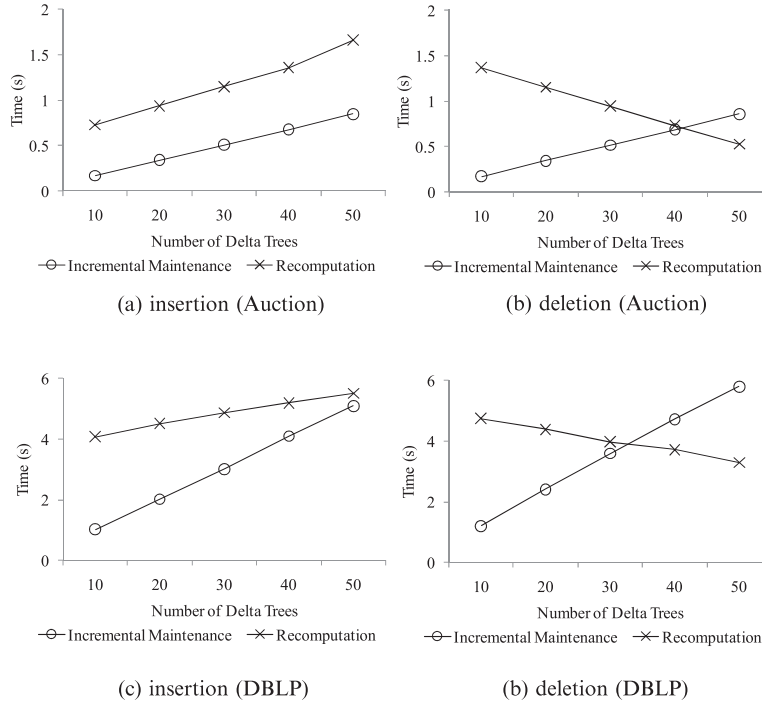 2
1.5
1
0.5
0
Time (s)
10 20 30 40 50
Number of Delta Trees
Incremental Maintenance Recomputation
(a) insertion (Auction)
2
1.5
1
0.5
0
Time (s)
10 20 30 40 50
Number of Delta Trees
Incremental Maintenance Recomputation
(b) deletion (Auction)
6
4
2
0
Time (s)
10 20 30 40 50
Number of Delta Trees
Incremental Maintenance Recomputation
(c) insertion (DBLP)
6
4
2
0
Time (s)
10 20 30 40 50
Number of Delta Trees
Incremental Maintenance Recomputation
(b) deletion (DBLP)